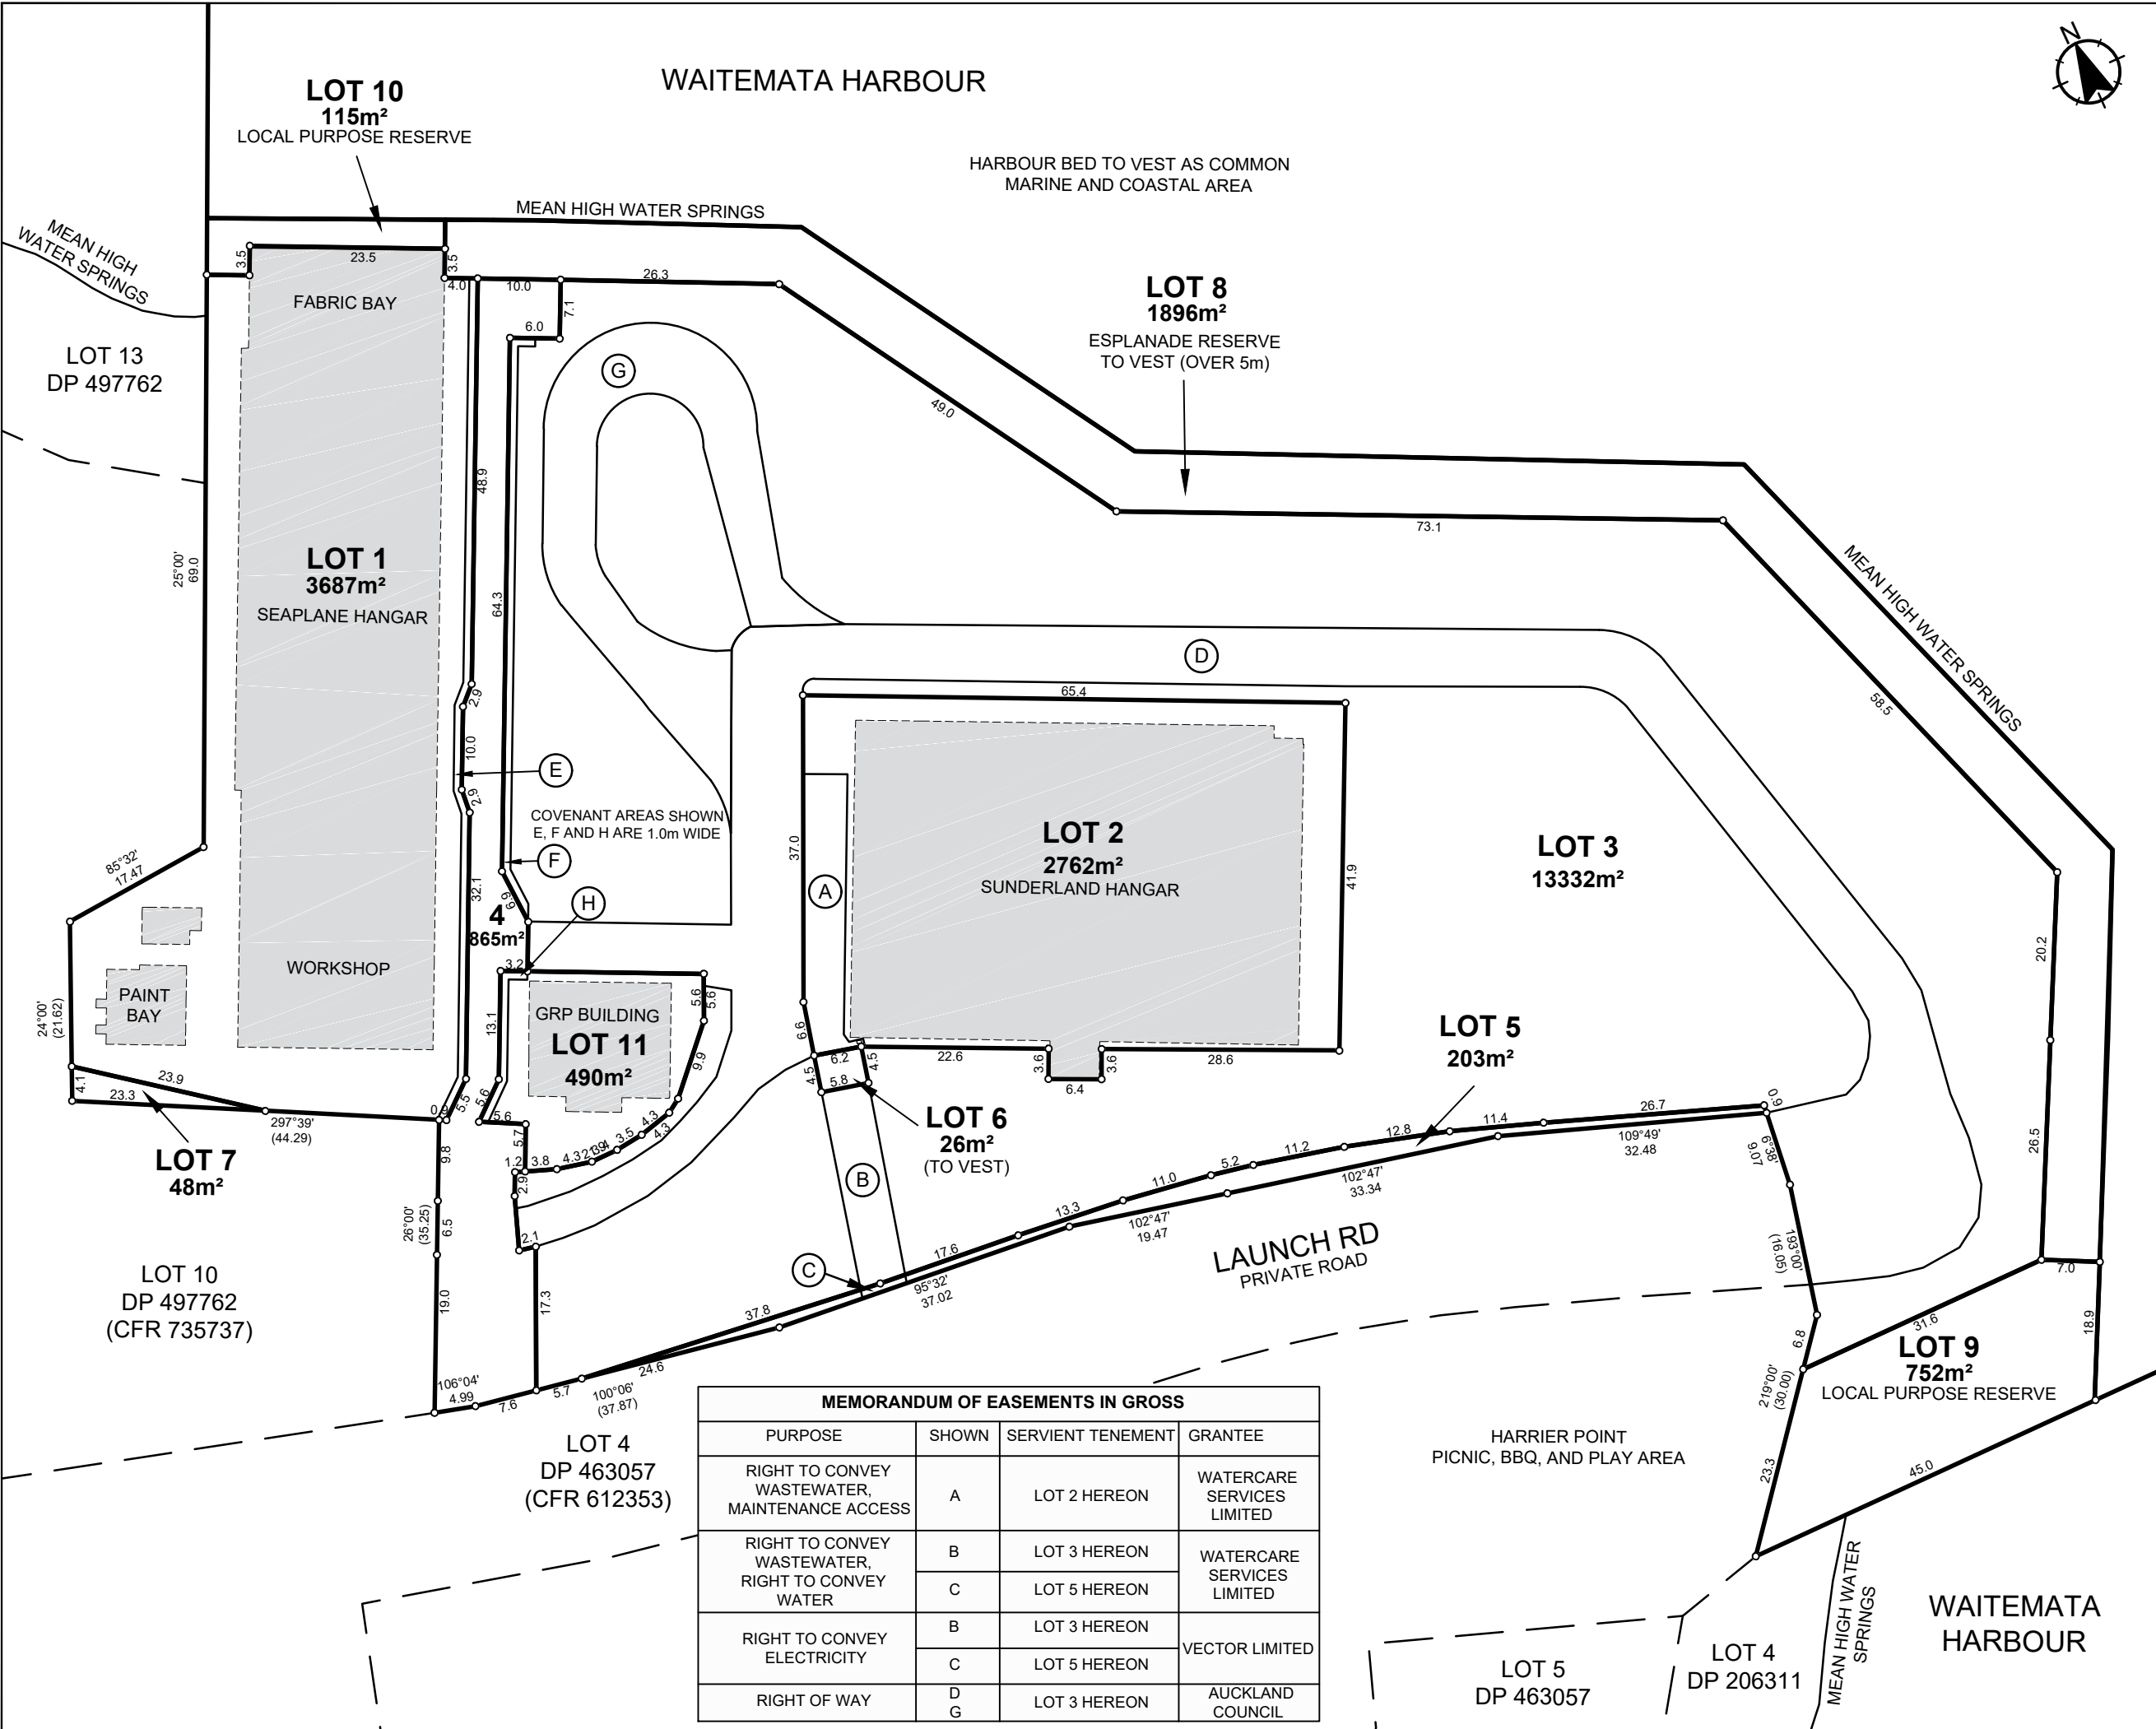 N
WAITEMATA HARBOUR
LOT 10
115m²
LOCAL PURPOSE RESERVE
HARBOUR BED TO VEST AS COMMON
MARINE AND COASTAL AREA
MEAN HIGH WATER SPRINGS
MEAN HIGH
WATER SPRINGS
3.5
23.5
3.5
4.0
10.0
26.3
7.1
6.0
FABRIC BAY
LOT 13
DP 497762
LOT 8
1896m²
ESPLANADE RESERVE
TO VEST (OVER 5m)
G
49.0
48.9
73.1
MEAN HIGH WATER SPRINGS
LOT 1
3687m²
SEAPLANE HANGAR
25°00'
69.0
64.3
D
65.4
58.5
2.9
10.0
2.9
E
COVENANT AREAS SHOWN
E, F AND H ARE 1.0m WIDE
F
37.0
A
LOT 2
2762m²
SUNDERLAND HANGAR
41.9
LOT 3
13332m²
85°32'
17.47
32.1
6.9
H
4
865m²
3.2
20.2
WORKSHOP
PAINT
BAY
24°00'
(21.62)
GRP BUILDING
LOT 11
490m²
13.1
5.6
5.6
9.9
6.6
6.2
4.5
4.5
5.8
22.6
3.6
6.4
3.6
28.6
LOT 5
203m²
4.1
23.9
23.3
297°39'
(44.29)
5.5
5.6
5.6
5.7
1.2
3.8
4.3
3.5
4.3
4.3
2.9
2.1
LOT 6
26m²
(TO VEST)
B
0.9
26.7
11.4
12.8
11.2
5.2
11.0
13.3
17.6
109°49'
32.48
102°47'
33.34
102°47'
19.47
95°32'
37.02
6°38'
9.07
26.5
LOT 7
48m²
9.8
26°00'
(35.25)
6.5
19.0
17.3
LAUNCH RD
PRIVATE ROAD
193°00'
(16.05)
7.0
C
37.8
24.6
LOT 10
DP 497762
(CFR 735737)
106°04'
4.99
7.6
5.7
100°06'
(37.87)
6.8
31.6
18.9
LOT 9
752m²
LOCAL PURPOSE RESERVE
219°00'
(30.00)
23.3
45.0
HARRIER POINT
PICNIC, BBQ, AND PLAY AREA
LOT 4
DP 463057
(CFR 612353)
MEMORANDUM OF EASEMENTS IN GROSS
PURPOSE SHOWN SERVIENT TENEMENT GRANTEE
RIGHT TO CONVEY
WASTEWATER,
MAINTENANCE ACCESS
A
LOT 2 HEREON
WATERCARE
SERVICES
LIMITED
RIGHT TO CONVEY
WASTEWATER,
RIGHT TO CONVEY
WATER
B
LOT 3 HEREON
C
LOT 5 HEREON
WATERCARE
SERVICES
LIMITED
RIGHT TO CONVEY
ELECTRICITY
B
LOT 3 HEREON
C
LOT 5 HEREON
VECTOR LIMITED
RIGHT OF WAY
D
G
LOT 3 HEREON
AUCKLAND
COUNCIL
MEAN HIGH WATER
SPRINGS
WAITEMATA
HARBOUR
LOT 5
DP 463057
LOT 4
DP 206311